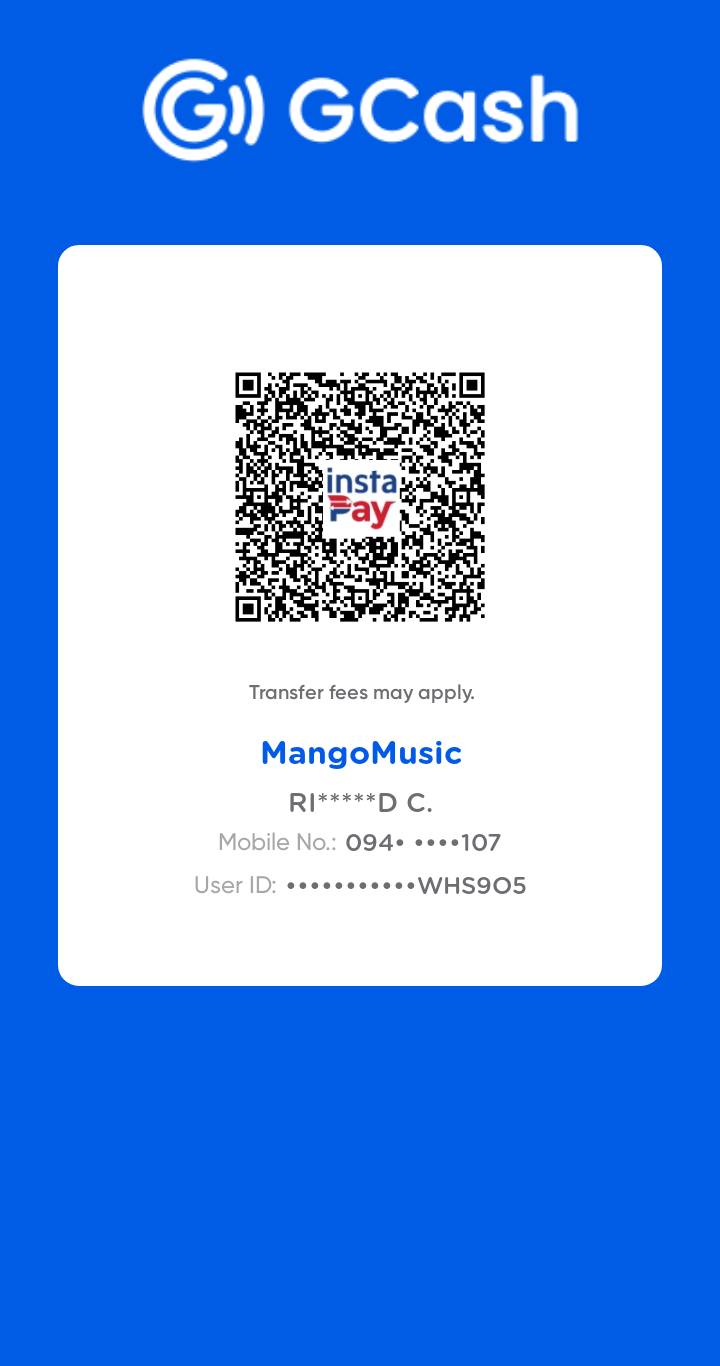 GCash
insta
Pay
Transfer fees may apply.
MangoMusic
RI*****D C.
Mobile No.: 094• ••••107
User ID: •••••••••••WHS9O5